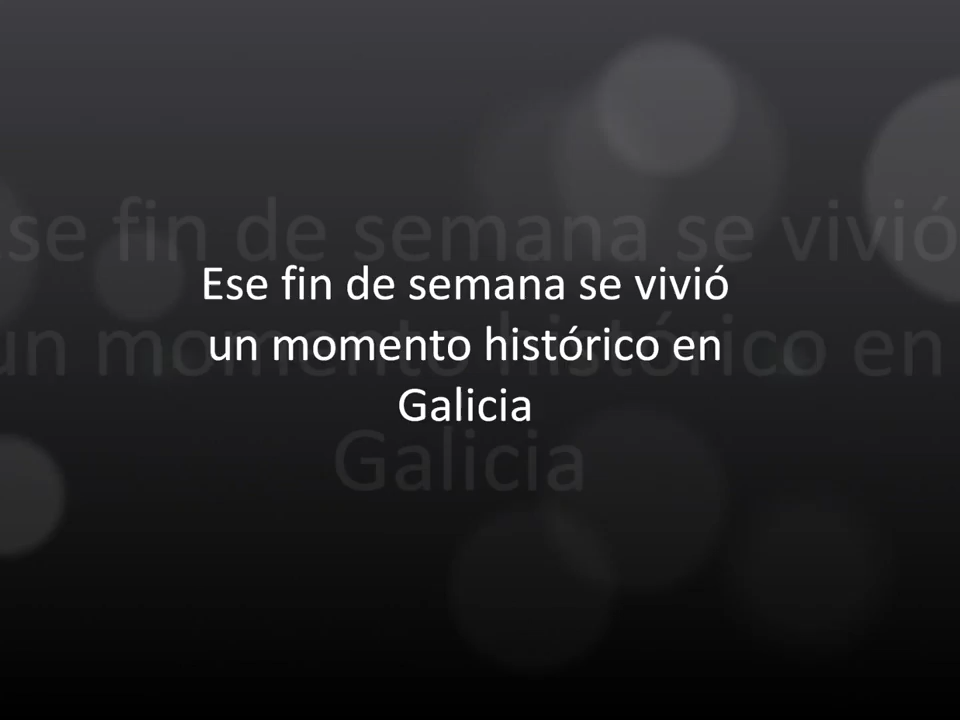 Ese fin de semana se vivió
un momento histórico en
Galicia